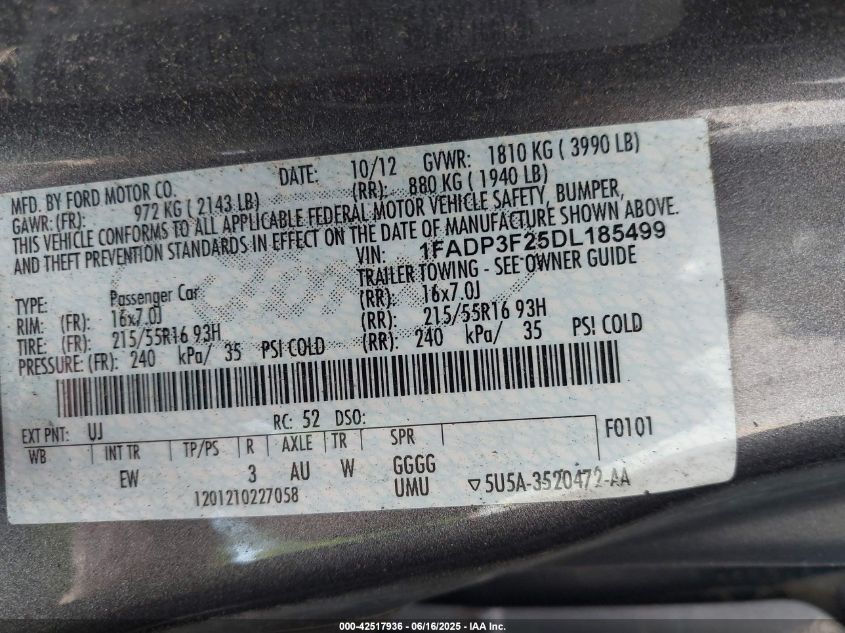 MFD. BY FORD MOTOR CO. DATE: 10/12 GVWR: 1810 KG ( 3990 LB)
GAWR: (FR): 972 KG ( 2143 LB) (RR): 880 KG ( 1940 LB)
THIS VEHICLE CONFORMS TO ALL APPLICABLE FEDERAL MOTOR VEHICLE SAFETY, BUMPER,
AND THEFT PREVENTION STANDARDS IN EFFECT ON THE DATE OF MANUFACTURE SHOWN ABOVE.
VIN: 1FADP3F25DL185499
TRAILER TOWING - SEE OWNER GUIDE
TYPE: Passenger Car
RIM: (FR): 16x7.0J (RR): 16x7.0J
TIRE: (FR): 215/55R16 93H (RR): 215/55R16 93H
PRESSURE: (FR): 240 kPa/ 35 PSI COLD (RR): 240 kPa/ 35 PSI COLD
EXT PNT: UJ RC: 52 DSO: F0101
WB INT TR TP/PS R AXLE TR SPR
EW 3 AU W GGGG
1201210227058 UMU ▽5U5A-3520472-AA
000-42517936 - 06/16/2025 - IAA Inc.